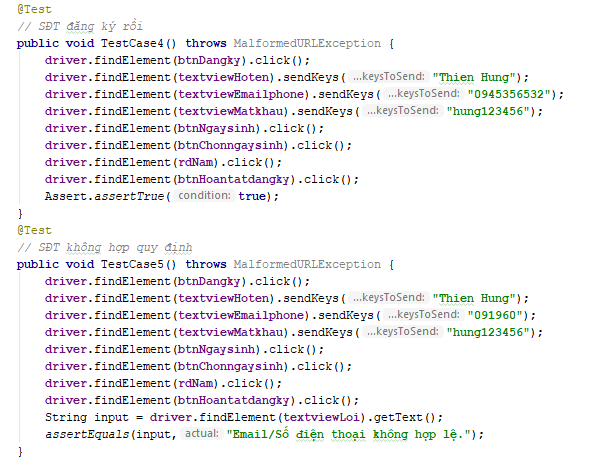 @Test
// SĐT đăng ký rồi
public void TestCase4() throws MalformedURLException {
driver.findElement(btnDangky).click();
driver.findElement(textviewHoten).sendKeys( ...keysToSend: "Thien Hung");
driver.findElement(textviewEmailphone).sendKeys( ...keysToSend: "0945356532");
driver.findElement(textviewMatkhau).sendKeys( ...keysToSend: "hung123456");
driver.findElement(btnNgaysinh).click();
driver.findElement(btnChonngaysinh).click();
driver.findElement(rdNam).click();
driver.findElement(btnHoantatdangky).click();
Assert.assertTrue( condition: true);
}
@Test
// SĐT không hợp quy định
public void TestCase5() throws MalformedURLException {
driver.findElement(btnDangky).click();
driver.findElement(textviewHoten).sendKeys( ...keysToSend: "Thien Hung");
driver.findElement(textviewEmailphone).sendKeys( ...keysToSend: "091960");
driver.findElement(textviewMatkhau).sendKeys( ...keysToSend: "hung123456");
driver.findElement(btnNgaysinh).click();
driver.findElement(btnChonngaysinh).click();
driver.findElement(rdNam).click();
driver.findElement(btnHoantatdangky).click();
String input = driver.findElement(textviewLoi).getText();
assertEquals(input, actual: "Email/Số điện thoại không hợp lệ.");
}